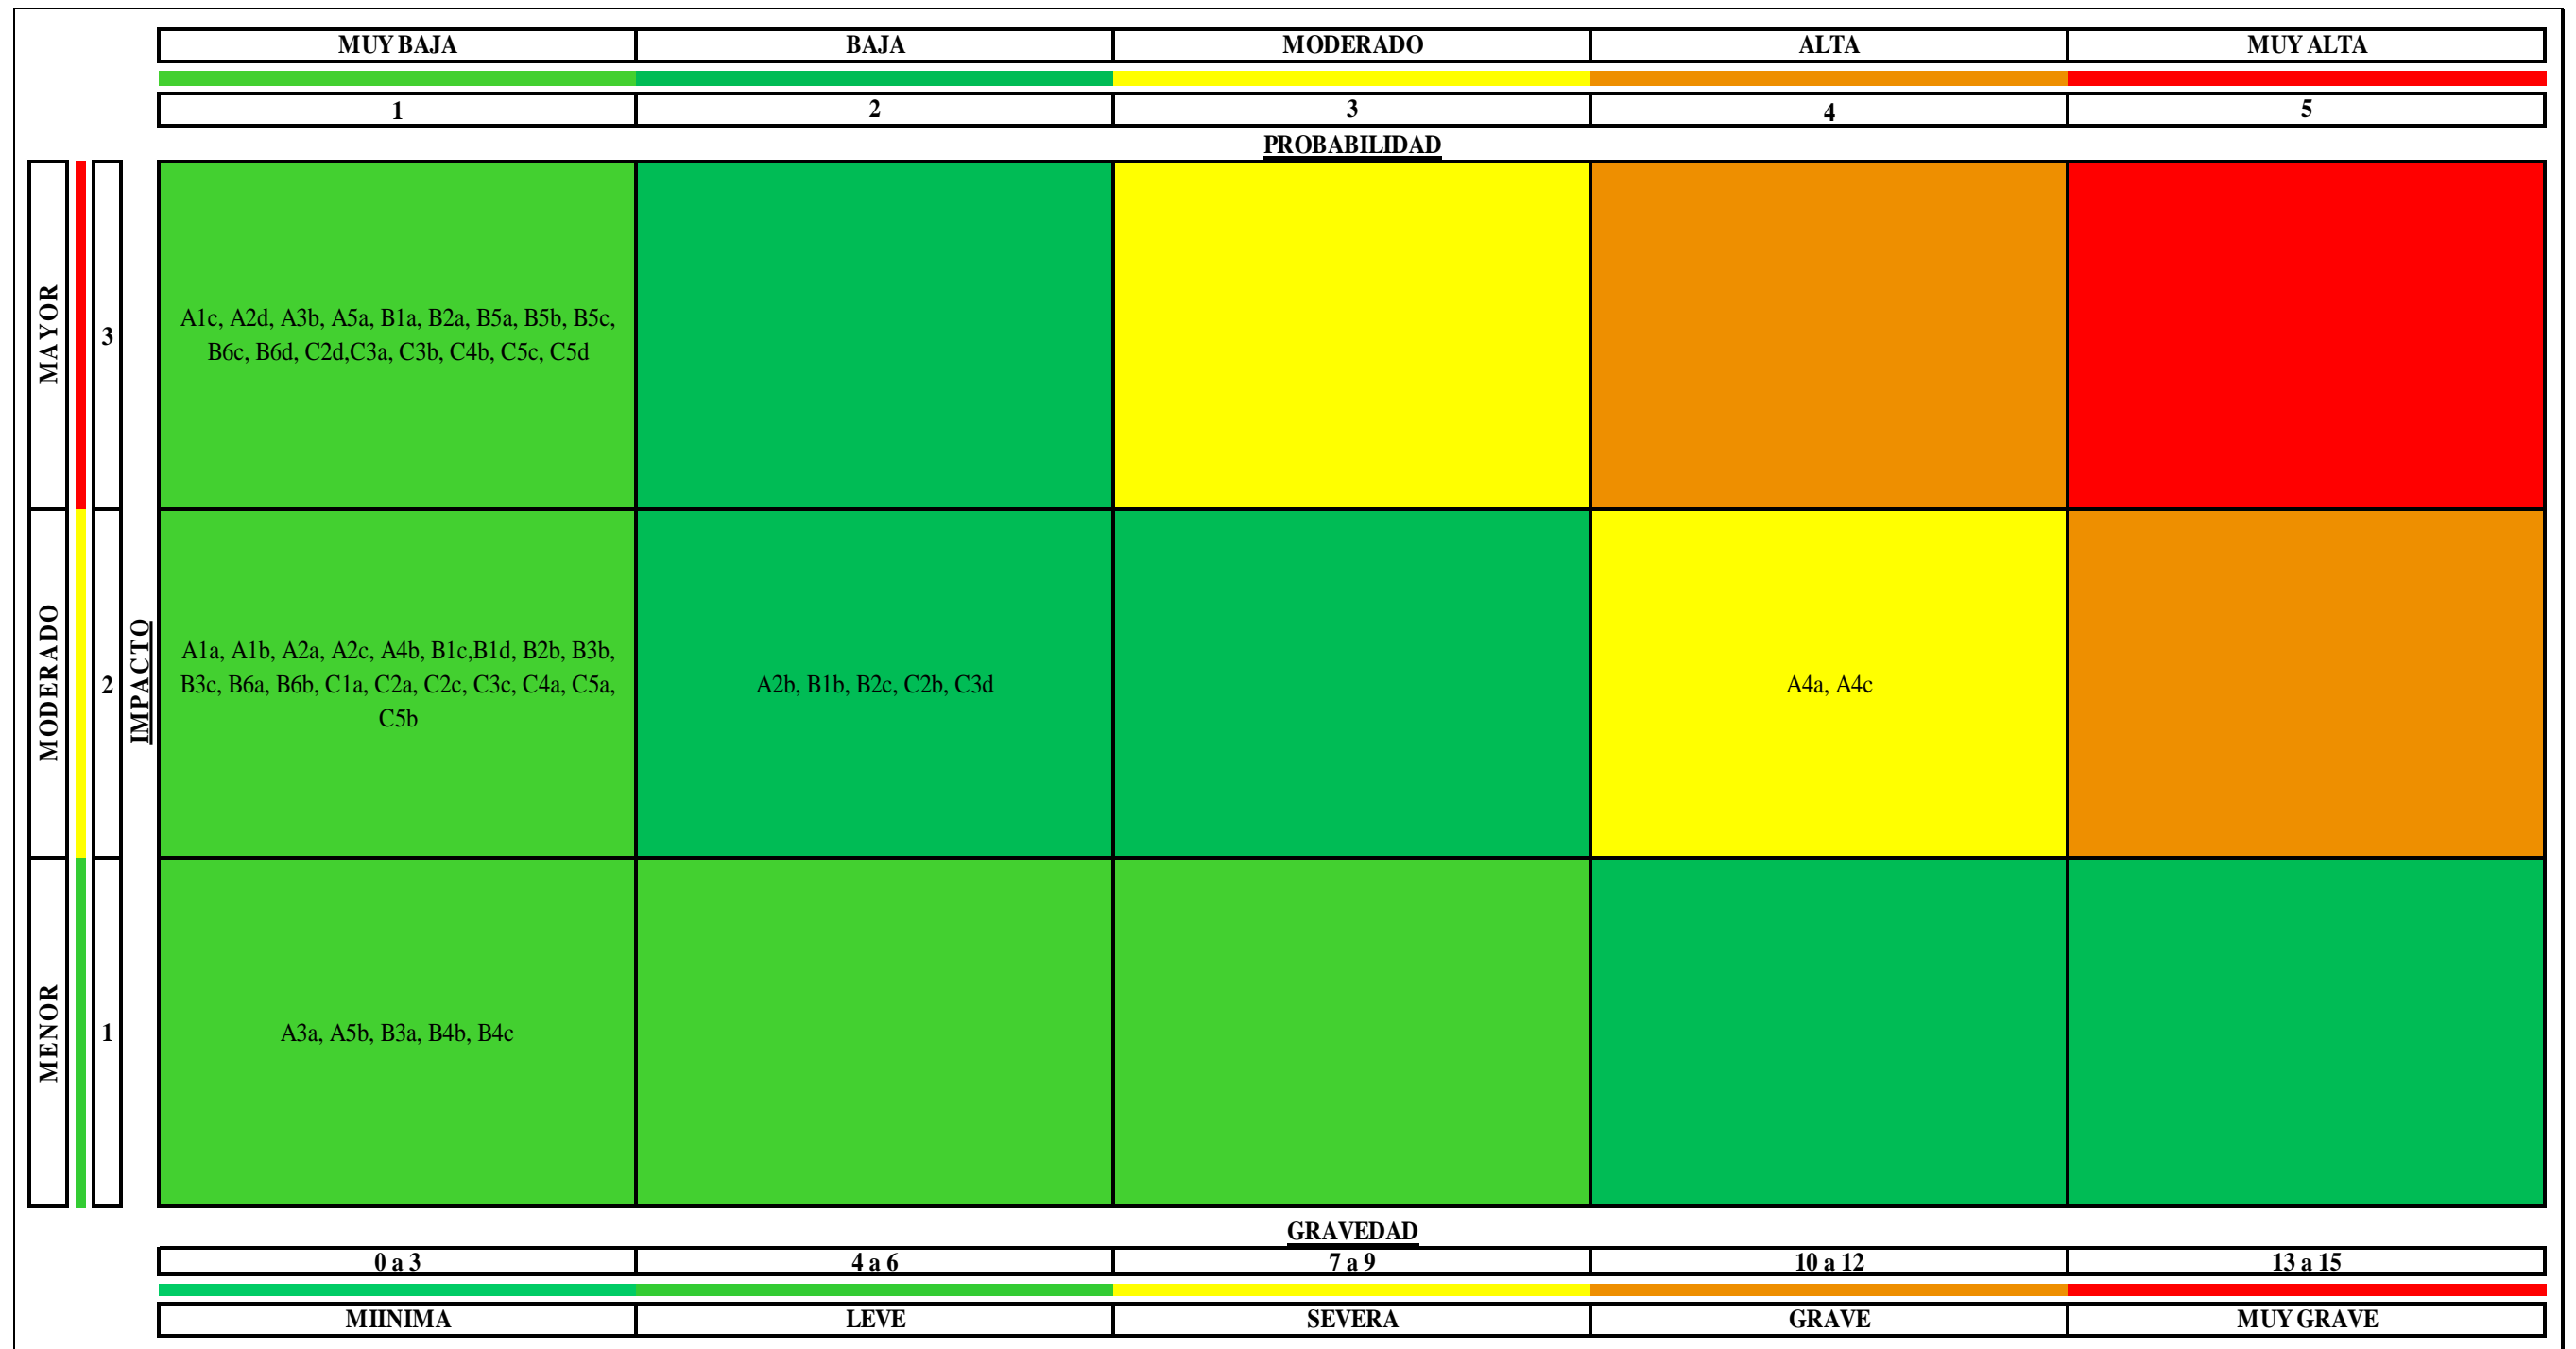 MUY BAJA
BAJA
MODERADO
ALTA
MUY ALTA
1
2
3
4
5
PROBABILIDAD
MAYOR
3
A1c, A2d, A3b, A5a, B1a, B2a, B5a, B5b, B5c,
B6c, B6d, C2d,C3a, C3b, C4b, C5c, C5d
MODERADO
2
IMPACTO
A1a, A1b, A2a, A2c, A4b, B1c,B1d, B2b, B3b,
B3c, B6a, B6b, C1a, C2a, C2c, C3c, C4a, C5a,
C5b
A2b, B1b, B2c, C2b, C3d
A4a, A4c
MENOR
1
A3a, A5b, B3a, B4b, B4c
GRAVEDAD
0 a 3
4 a 6
7 a 9
10 a 12
13 a 15
MIINIMA
LEVE
SEVERA
GRAVE
MUY GRAVE